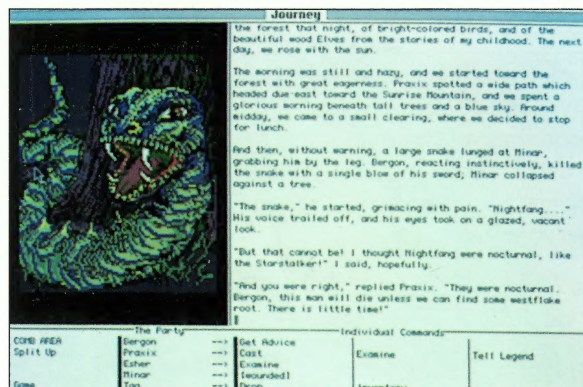 Journey
the forest that night, of bright-colored birds, and of the
beautiful wood Elves from the stories of my childhood. The next
day, we rose with the sun.
The morning was still and hazy, and we started toward the
forest with great eagerness. Praxix spotted a wide path which
headed due east toward the Sunrise Mountain, and we spent a
glorious morning beneath tall trees and a blue sky. Around
midday, we came to a small clearing, where we decided to stop
for lunch.
And then, without warning, a large snake lunged at Minar,
grabbing him by the leg. Bergon, reacting instinctively, killed
the snake with a single blow of his sword; Minar collapsed
against a tree.
"The snake," he started, grimacing with pain. "Nightfang...."
His voice trailed off, and his eyes took on a glazed, vacant
look.
"But that cannot be! I thought Nightfang were nocturnal, like
the Starstalker!" I said, hopefully.
"And you were right," replied Praxix. "They were nocturnal.
Bergon, this man will die unless we can find some westflake
root. There is little time!"
The Party
Individual Commands
COMB AREA
Bergon --> Get Advice
Split Up
Praxix --> Cast Examine Tell Legend
Esher --> Examine
Minar --> [wounded]
Game
Tag --> Drop Inventory